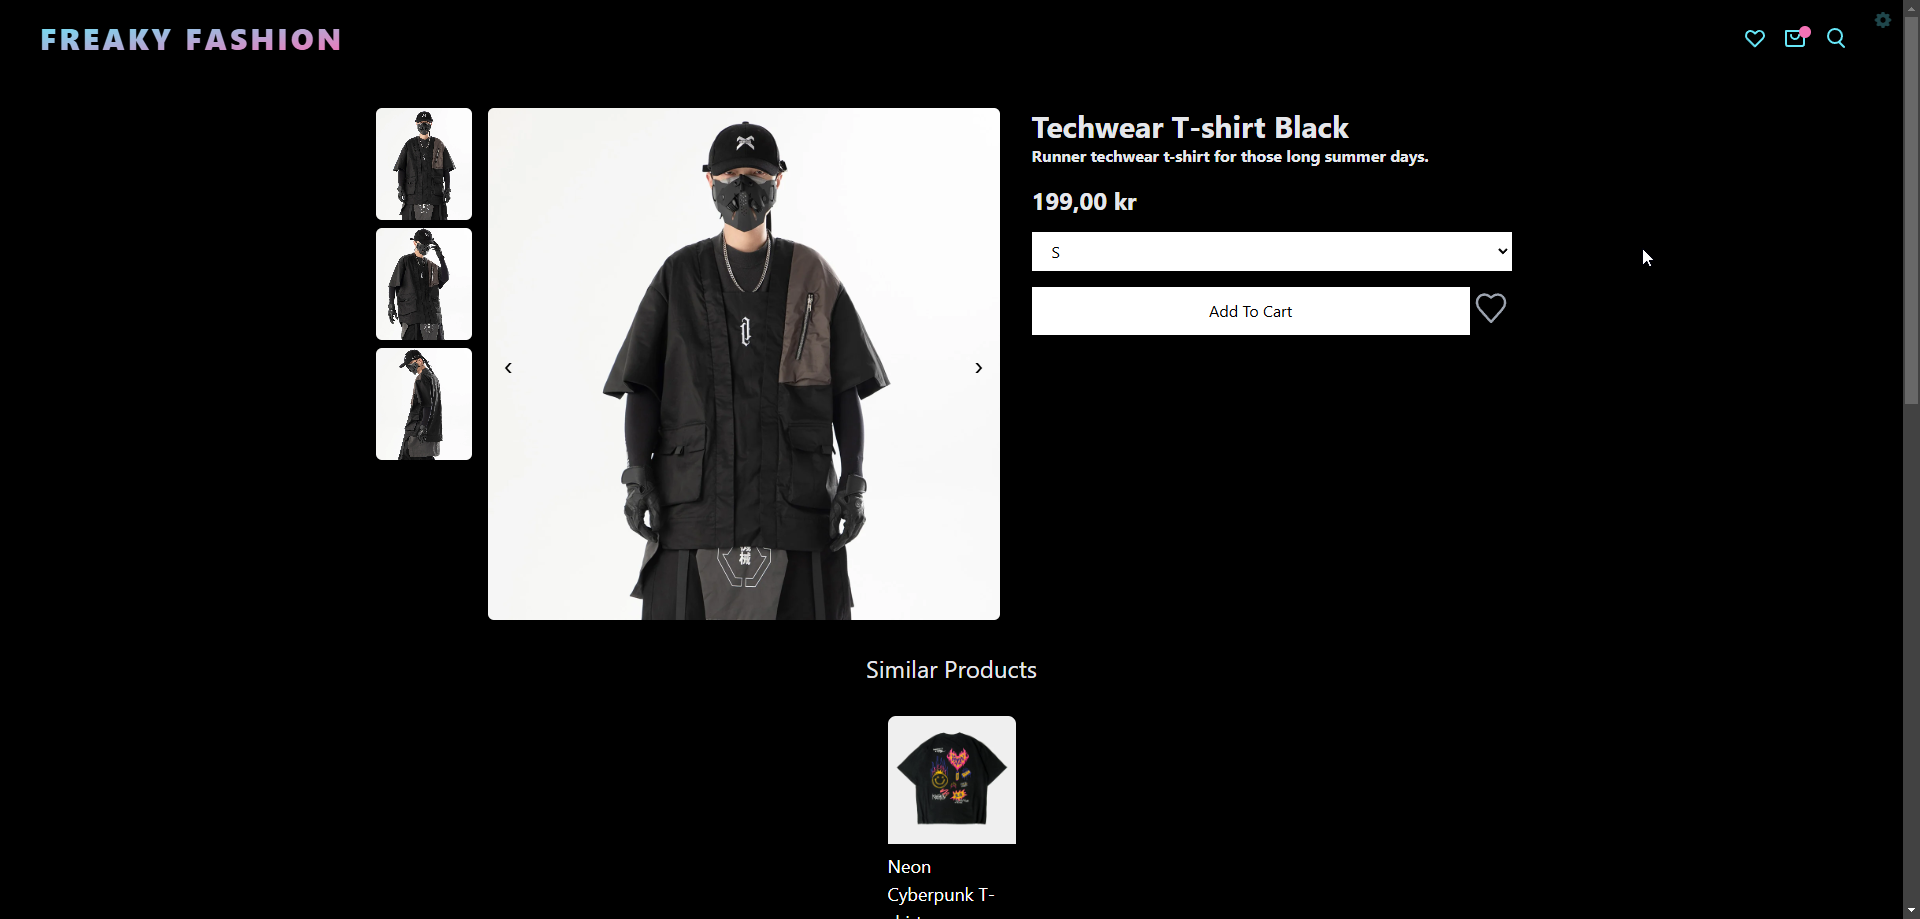 FREAKY FASHION
Techwear T-shirt Black
Runner techwear t-shirt for those long summer days.
199,00 kr
S
Add To Cart
Similar Products
Neon
Cyberpunk T-